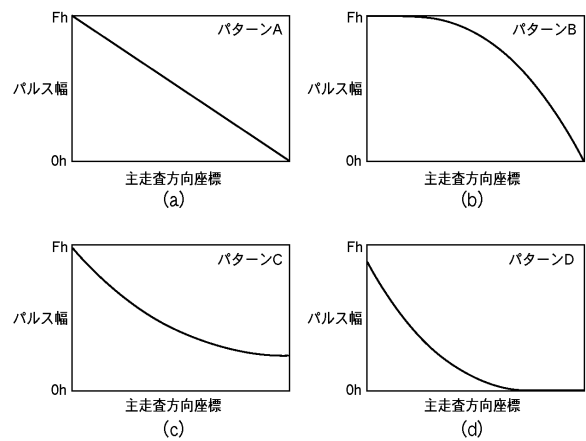 Fh
パターンA
パルス幅
0h
主走査方向座標
(a)
Fh
パターンB
パルス幅
0h
主走査方向座標
(b)
Fh
パターンC
パルス幅
0h
主走査方向座標
(c)
Fh
パターンD
パルス幅
0h
主走査方向座標
(d)